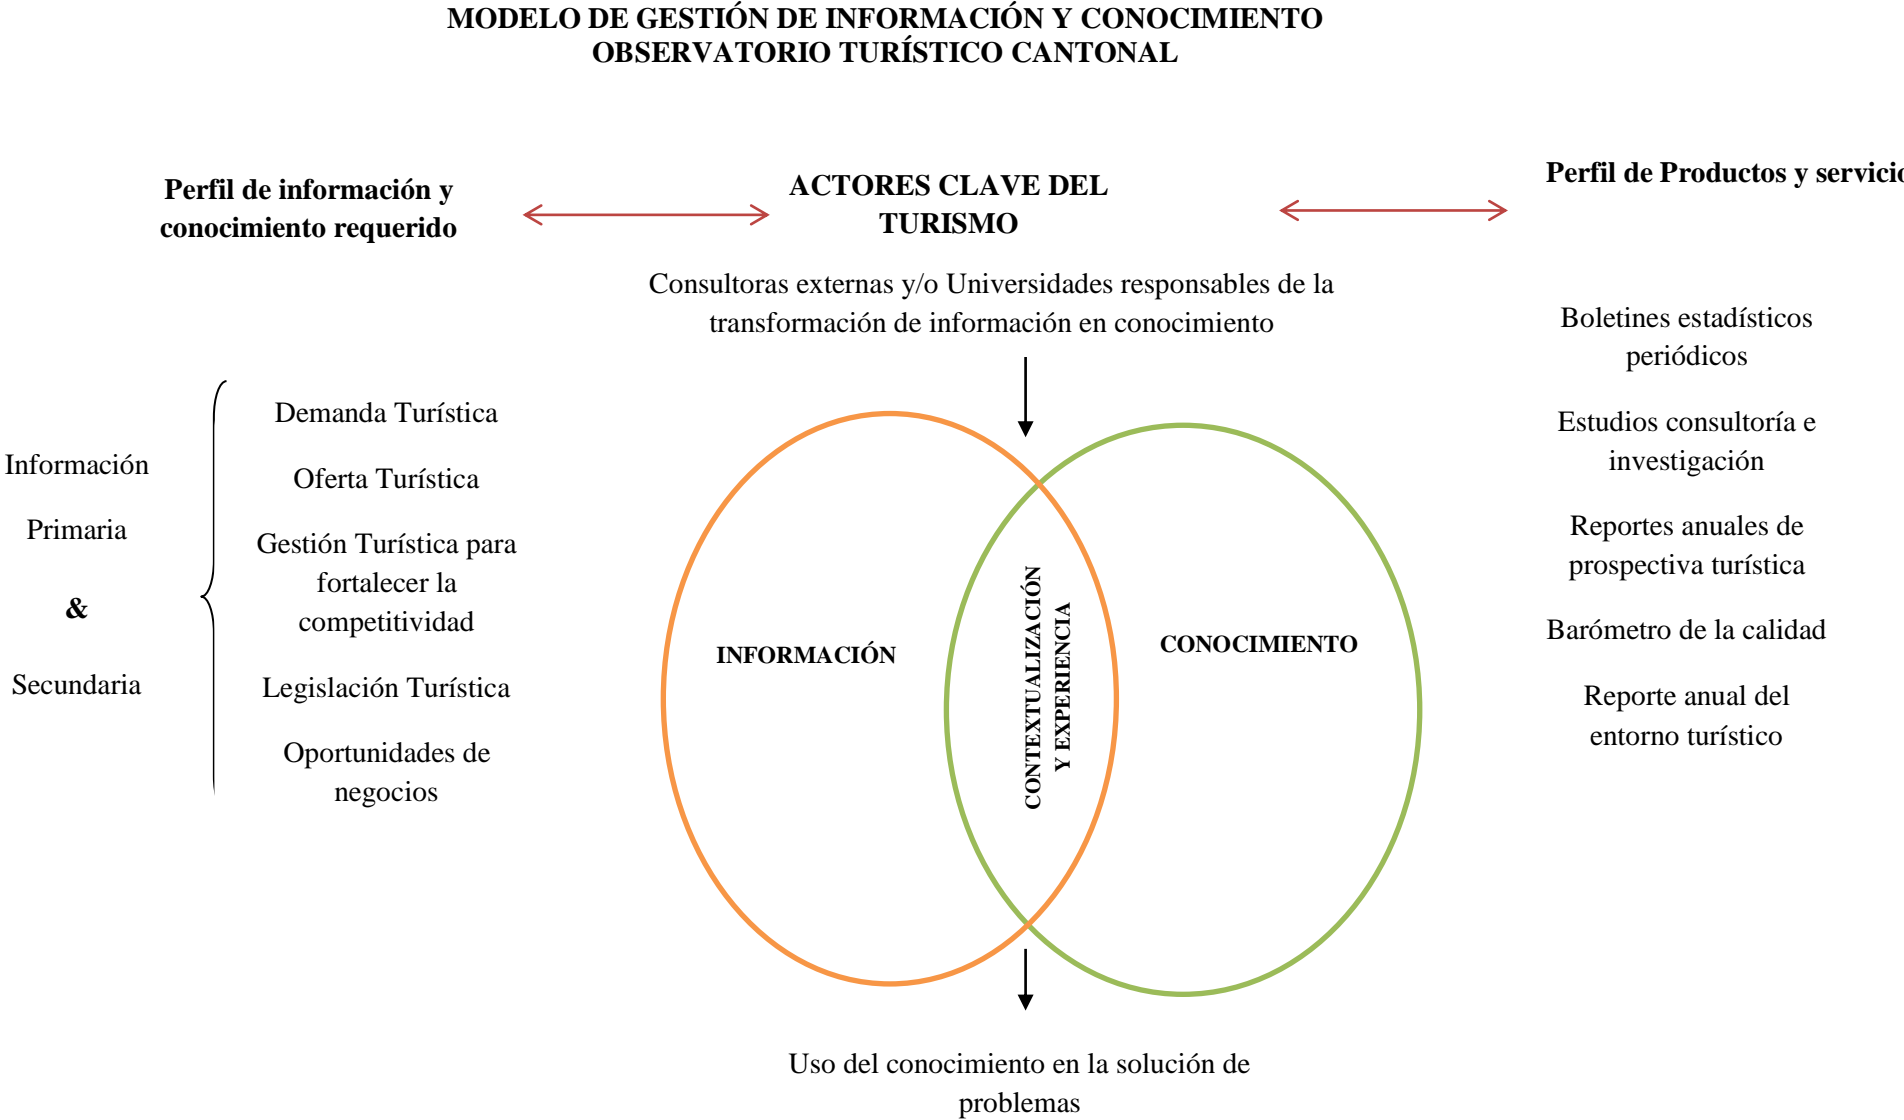 MODELO DE GESTIÓN DE INFORMACIÓN Y CONOCIMIENTO
OBSERVATORIO TURÍSTICO CANTONAL
Perfil de información y
conocimiento requerido
ACTORES CLAVE DEL
TURISMO
Perfil de Productos y servicio
Consultoras externas y/o Universidades responsables de la
transformación de información en conocimiento
Información
Primaria
&
Secundaria
Demanda Turística
Oferta Turística
Gestión Turística para
fortalecer la
competitividad
Legislación Turística
Oportunidades de
negocios
INFORMACIÓN
CONTEXTUALIZACIÓN
Y EXPERIENCIA
CONOCIMIENTO
Boletines estadísticos
periódicos
Estudios consultoría e
investigación
Reportes anuales de
prospectiva turística
Barómetro de la calidad
Reporte anual del
entorno turístico
Uso del conocimiento en la solución de
problemas